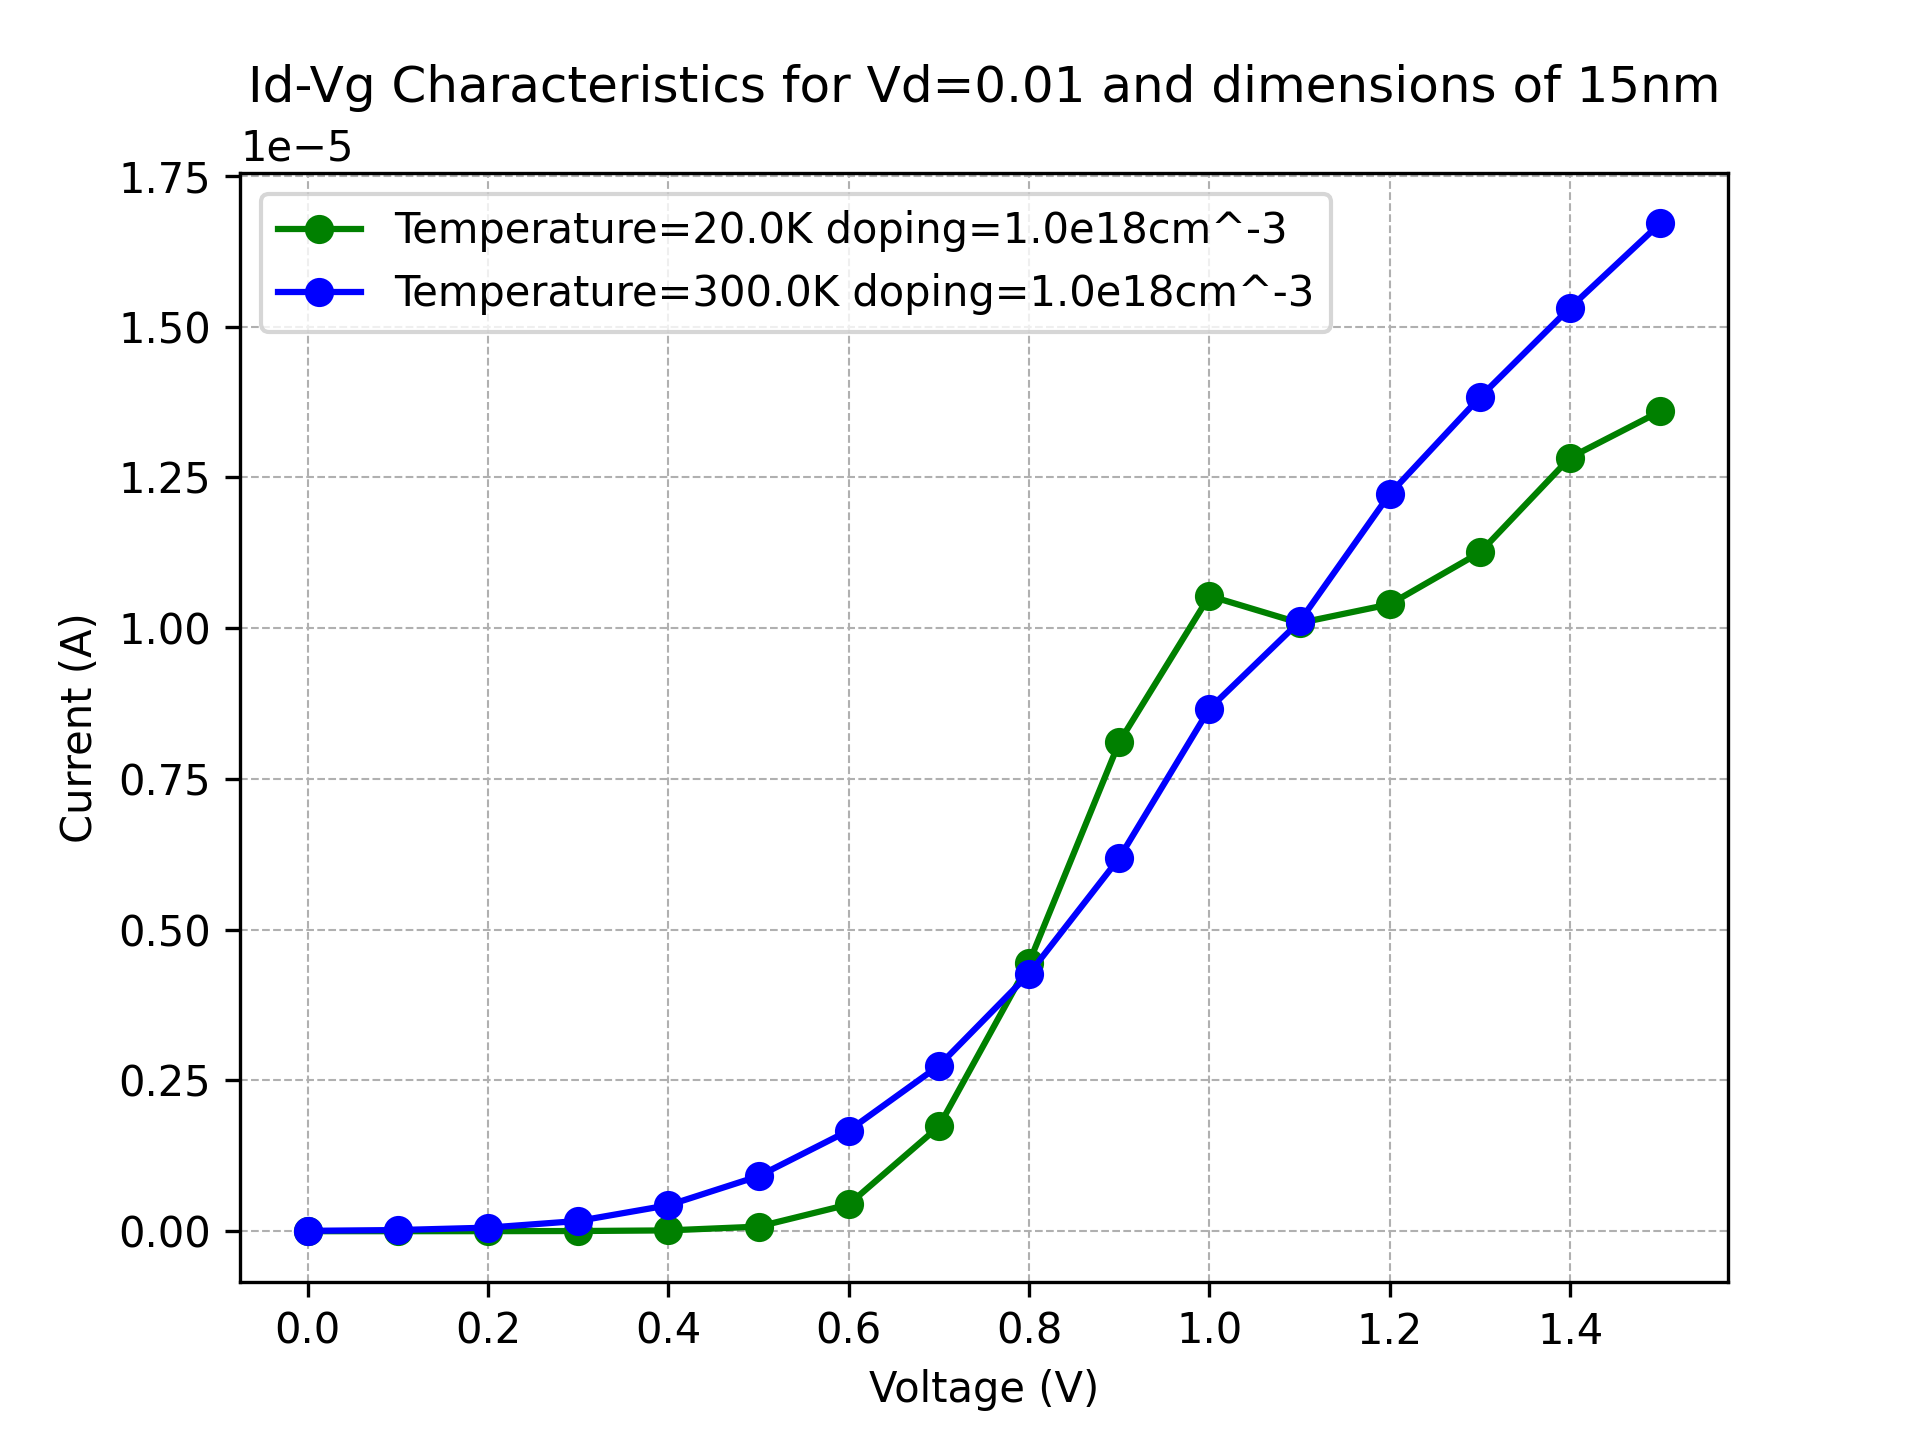 Id-Vg Characteristics for Vd=0.01 and dimensions of 15nm
1e−5
1.75
1.50
1.25
1.00
0.75
0.50
0.25
0.00
Current (A)
Temperature=20.0K doping=1.0e18cm^-3
Temperature=300.0K doping=1.0e18cm^-3
0.0 0.2 0.4 0.6 0.8 1.0 1.2 1.4
Voltage (V)